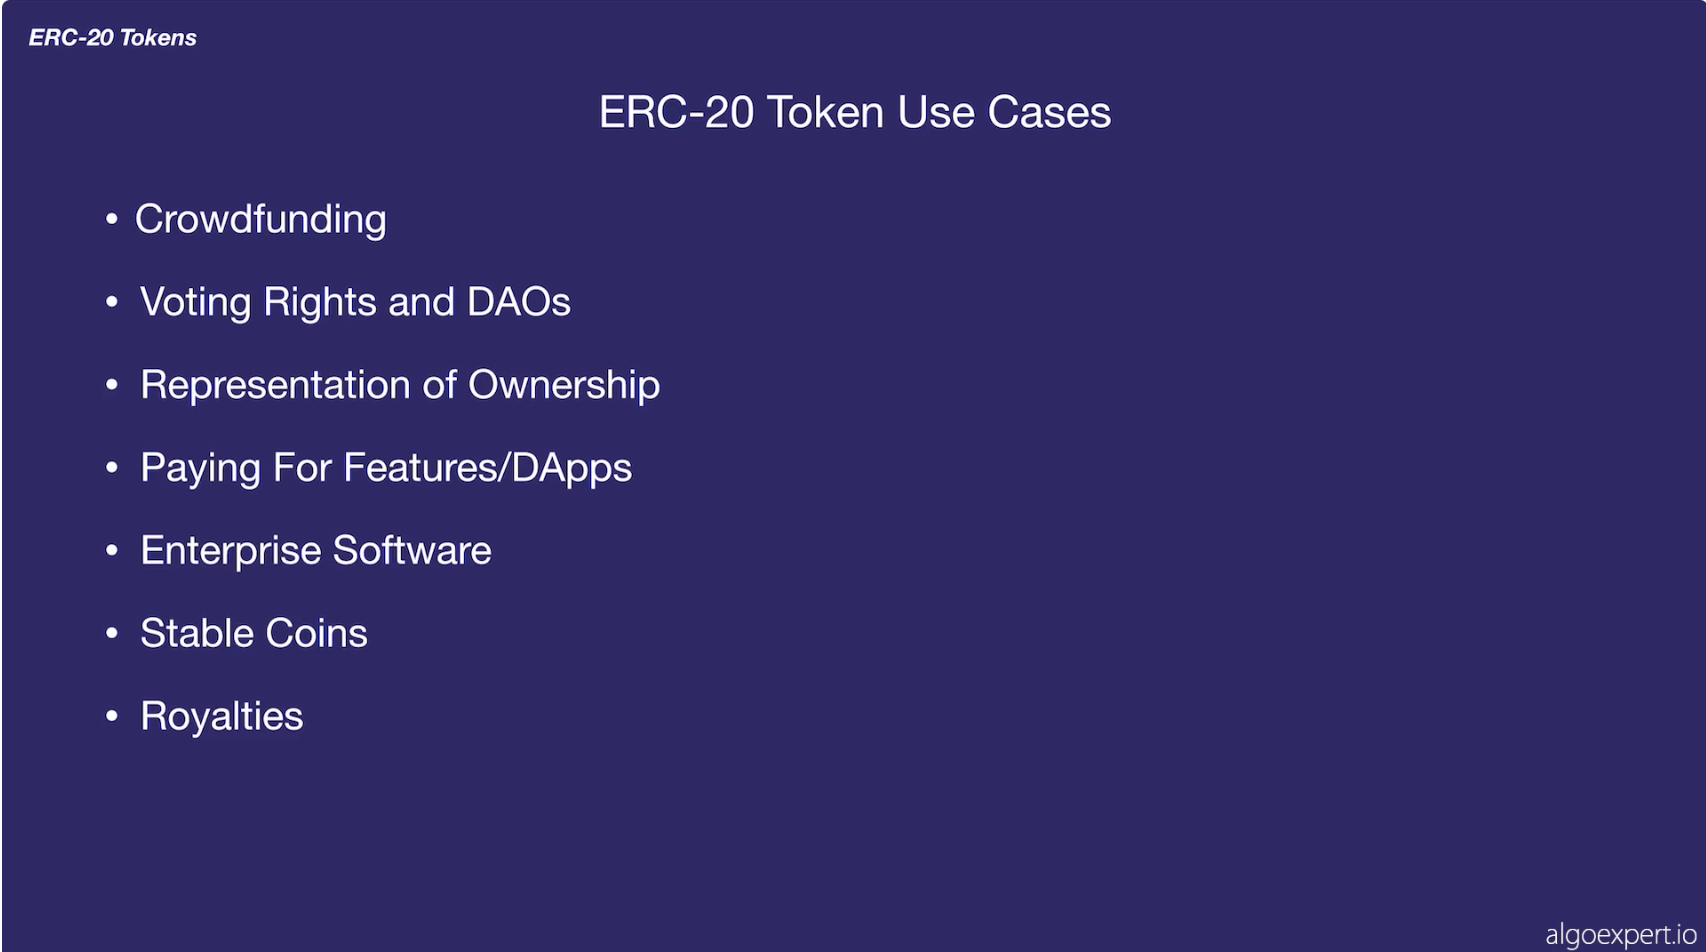 ERC-20 Tokens
ERC-20 Token Use Cases
• Crowdfunding
• Voting Rights and DAOs
• Representation of Ownership
• Paying For Features/DApps
• Enterprise Software
• Stable Coins
• Royalties
algoexpert.io